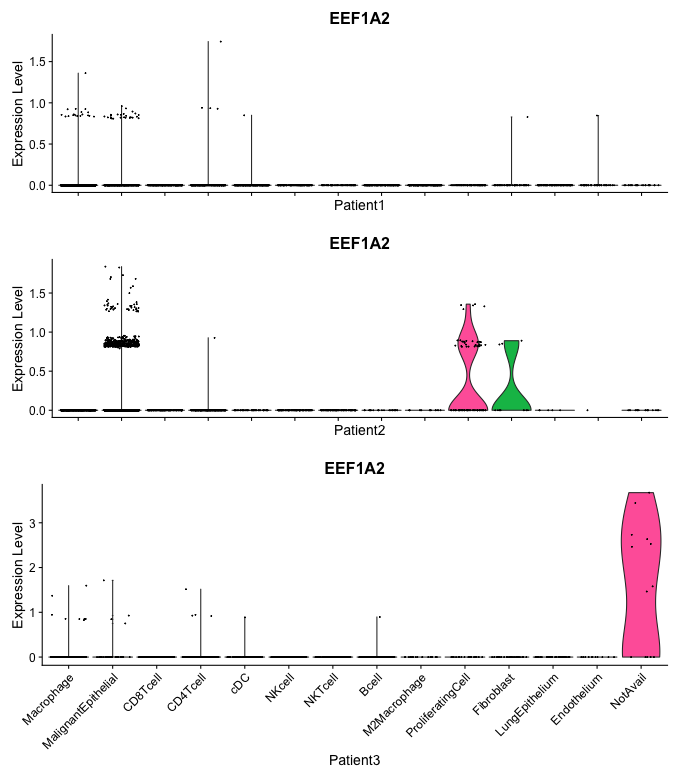 EEF1A2
Expression Level
1.5
1.0
0.5
0.0
Patient1
EEF1A2
Expression Level
1.5
1.0
0.5
0.0
Patient2
EEF1A2
Expression Level
3
2
1
0
Macrophage
MalignantEpithelial
CD8Tcell
CD4Tcell
cDC
NKcell
NKTcell
Bcell
M2Macrophage
ProliferatingCell
Fibroblast
LungEpithelium
Endothelium
NotAvail
Patient3